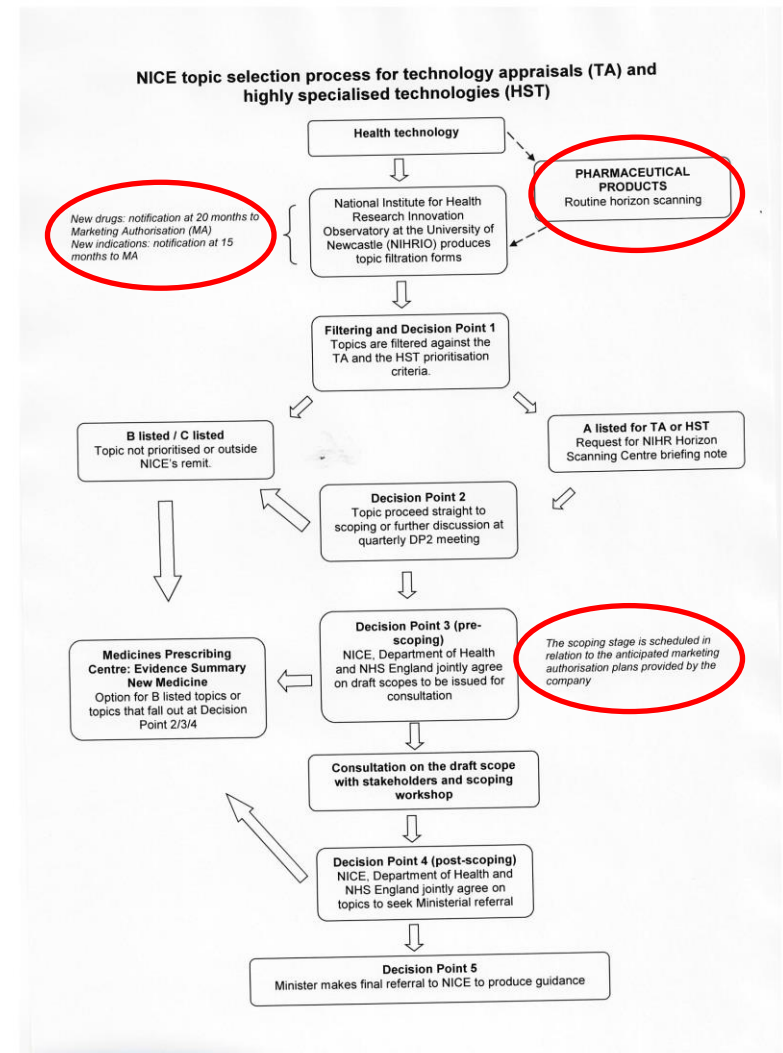 NICE topic selection process for technology appraisals (TA) and
highly specialised technologies (HST)
Health technology
PHARMACEUTICAL
PRODUCTS
Routine horizon scanning
New drugs: notification at 20 months to
Marketing Authorisation (MA)
New indications: notification at 15
months to MA
National Institute for Health
Research Innovation
Observatory at the University of
Newcastle (NIHRIO) produces
topic filtration forms
Filtering and Decision Point 1
Topics are filtered against the
TA and the HST prioritisation
criteria.
B listed / C listed
Topic not prioritised or outside
NICE's remit.
A listed for TA or HST
Request for NIHR Horizon
Scanning Centre briefing note
Decision Point 2
Topic proceed straight to
scoping or further discussion at
quarterly DP2 meeting
Decision Point 3 (pre-
scoping)
NICE, Department of Health
and NHS England jointly agree
on draft scopes to be issued for
consultation
The scoping stage is scheduled in
relation to the anticipated marketing
authorisation plans provided by the
company
Medicines Prescribing
Centre: Evidence Summary
New Medicine
Option for B listed topics or
topics that fall out at Decision
Point 2/3/4
Consultation on the draft scope
with stakeholders and scoping
workshop
Decision Point 4 (post-scoping)
NICE, Department of Health and
NHS England jointly agree on
topics to seek Ministerial referral
Decision Point 5
Minister makes final referral to NICE to produce guidance